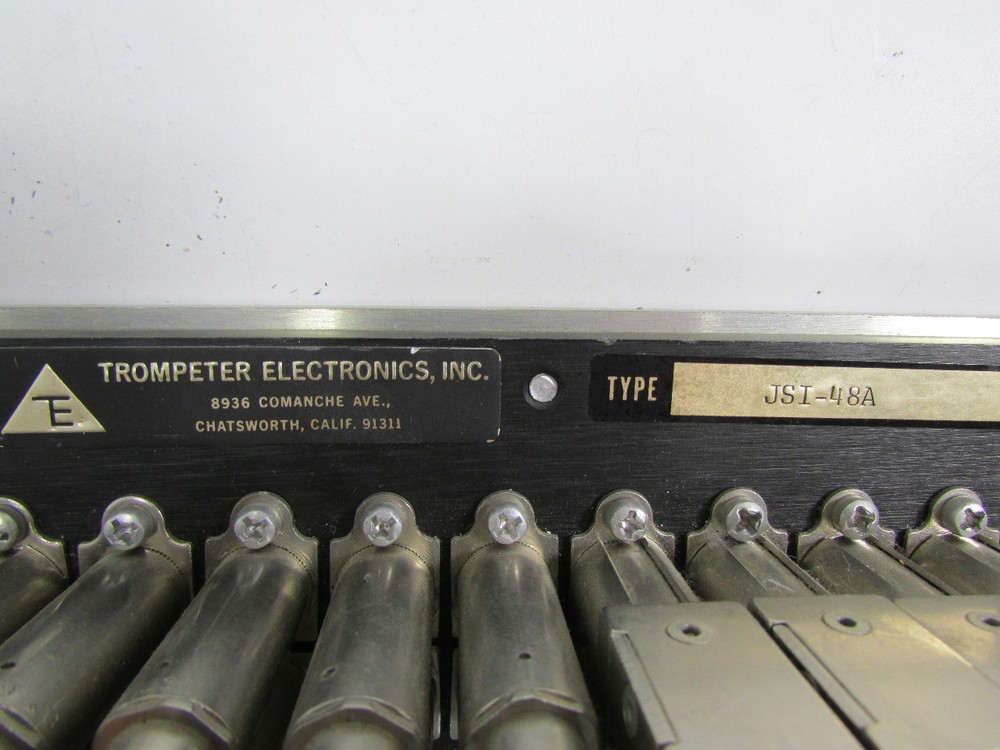 TE
TROMPETER ELECTRONICS, INC.
8936 COMANCHE AVE.,
CHATSWORTH, CALIF. 91311
TYPE JSI-48A